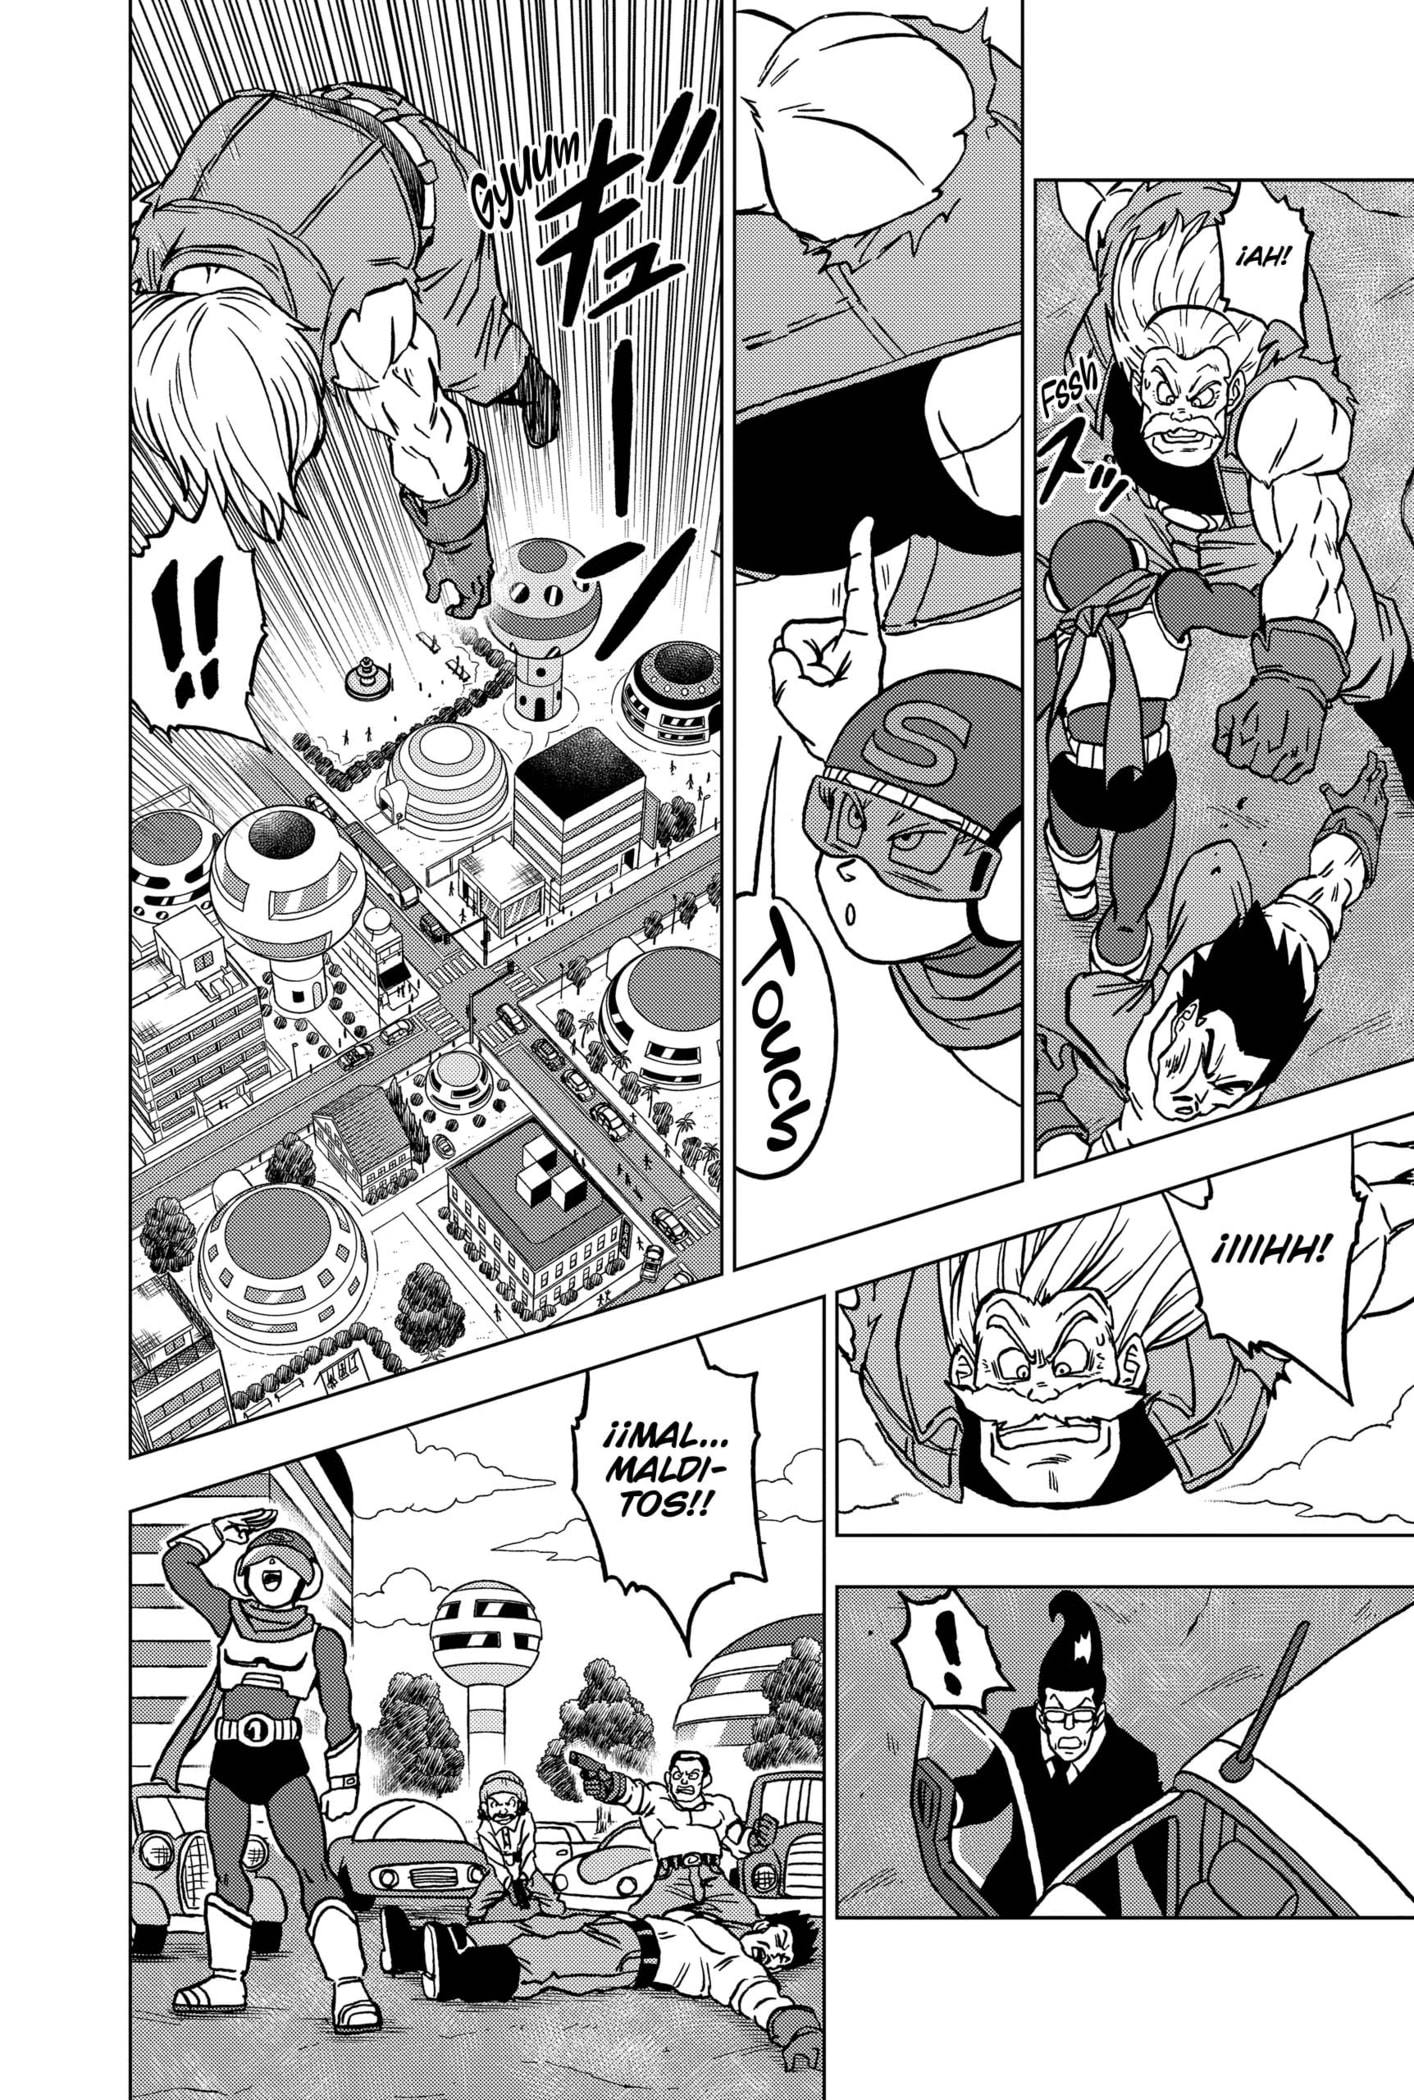 ¡AH!
Fssh
スッ
S
Touch
Gyuum
ギュ
ーン
!!
¡IIIHH!
!
¡¡MAL...
MALDI-
TOS!!
1